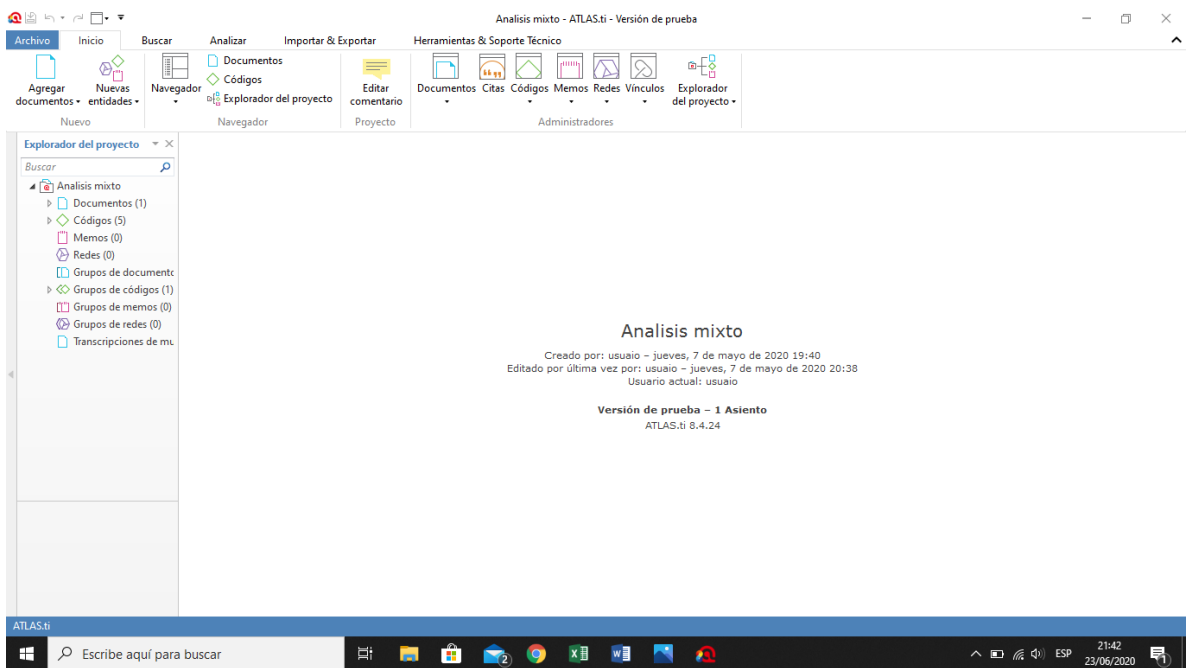 Analisis mixto - ATLAS.ti - Versión de prueba
Archivo Inicio Buscar Analizar Importar & Exportar Herramientas & Soporte Técnico
Agregar documentos
Nuevas entidades
Nuevo
Navegador
Documentos
Códigos
Explorador del proyecto
Navegador
Editar comentario
Proyecto
Documentos Citas Códigos Memos Redes Vínculos Explorador del proyecto
Administradores
Explorador del proyecto
Buscar
Analisis mixto
Documentos (1)
Códigos (5)
Memos (0)
Redes (0)
Grupos de documentc
Grupos de códigos (1)
Grupos de memos (0)
Grupos de redes (0)
Transcripciones de mu
Analisis mixto
Creado por: usuaio – jueves, 7 de mayo de 2020 19:40
Editado por última vez por: usuaio – jueves, 7 de mayo de 2020 20:38
Usuario actual: usuaio
Versión de prueba – 1 Asiento
ATLAS.ti 8.4.24
ATLAS.ti
Escribe aquí para buscar
2
ESP
21:42
23/06/2020
1